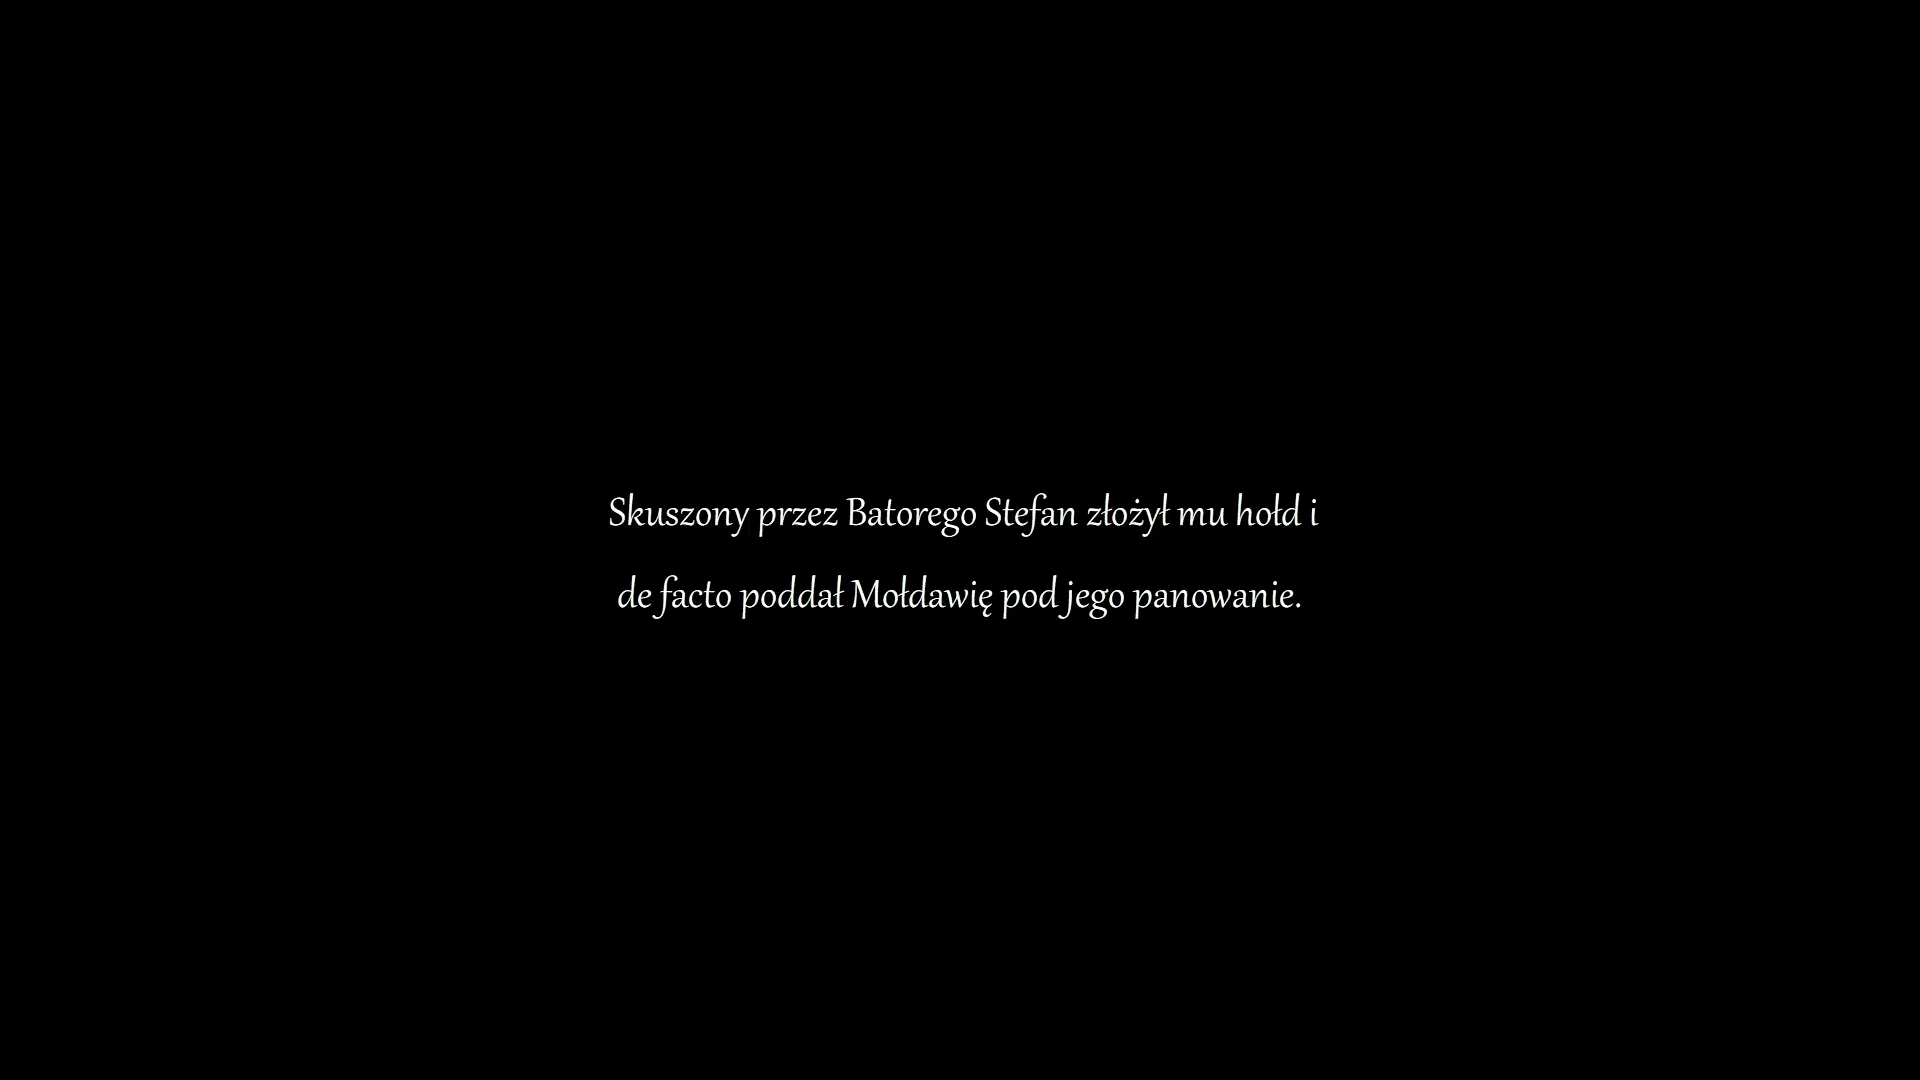 Skuszony przez Batorego Stefan złożył mu hołd i
de facto poddał Mołdawię pod jego panowanie.